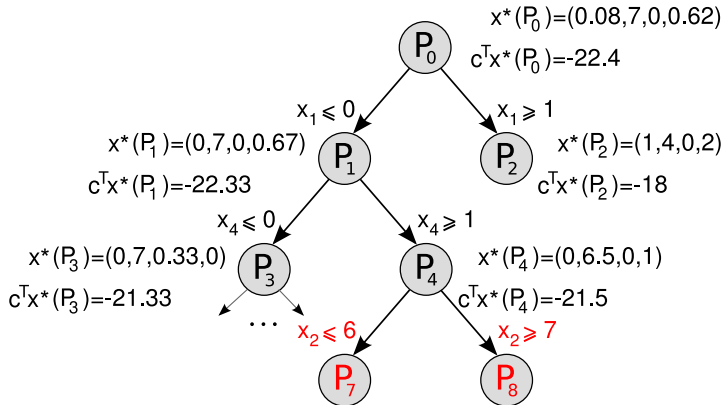 x*(P₀)=(0.08,7,0,0.62)
P₀
cᵀx*(P₀)=-22.4
x₁⩽0
x₁⩾1
x*(P₁)=(0,7,0,0.67)
P₁
P₂
x*(P₂)=(1,4,0,2)
cᵀx*(P₁)=-22.33
cᵀx*(P₂)=-18
x₄⩽0
x₄⩾1
x*(P₃)=(0,7,0.33,0)
P₃
P₄
x*(P₄)=(0,6.5,0,1)
cᵀx*(P₃)=-21.33
cᵀx*(P₄)=-21.5
...
x₂⩽6
x₂⩾7
P₇
P₈